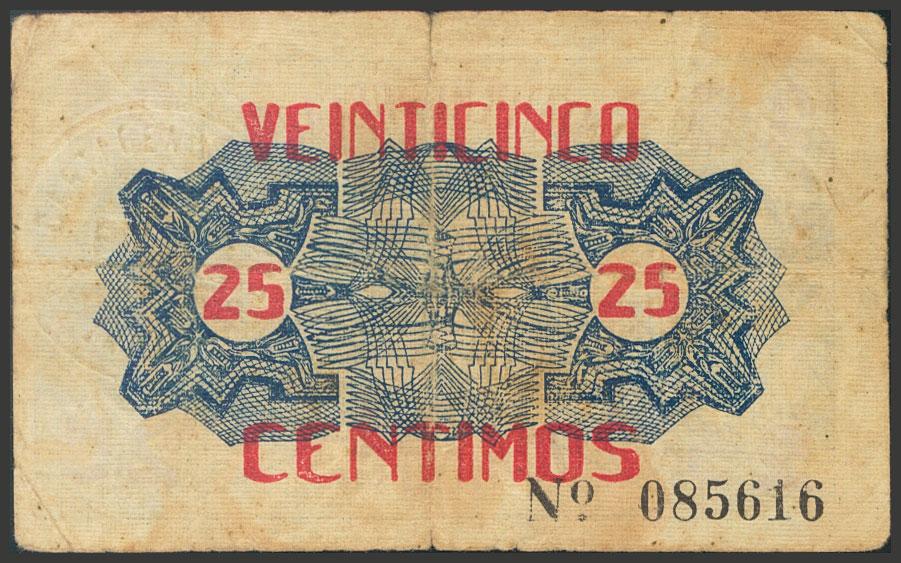 VEINTICINCO
25 25
CENTIMOS
Nº 085616